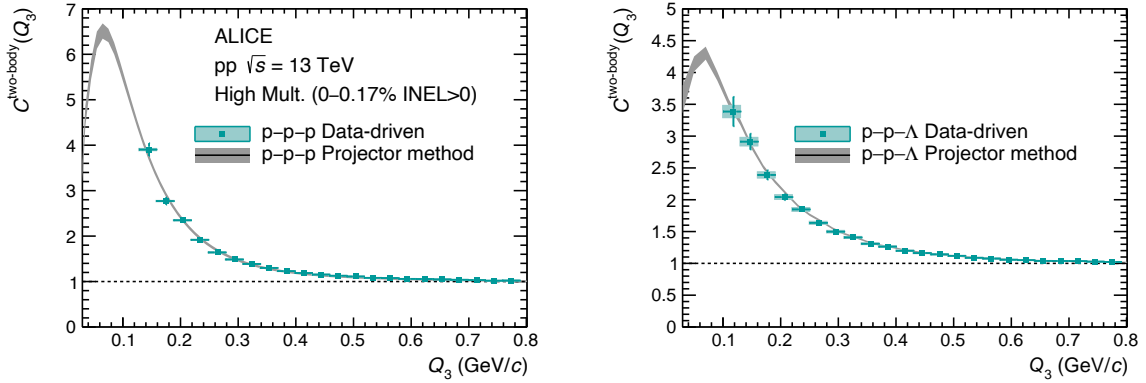 C^two-body(Q_3)
7
6
5
4
3
2
1
0
ALICE
pp √s = 13 TeV
High Mult. (0–0.17% INEL>0)
p–p–p Data-driven
p–p–p Projector method
0.1 0.2 0.3 0.4 0.5 0.6 0.7 0.8
Q_3 (GeV/c)
C^two-body(Q_3)
5
4.5
4
3.5
3
2.5
2
1.5
1
0.5
0
p–p–Λ Data-driven
p–p–Λ Projector method
0.1 0.2 0.3 0.4 0.5 0.6 0.7 0.8
Q_3 (GeV/c)